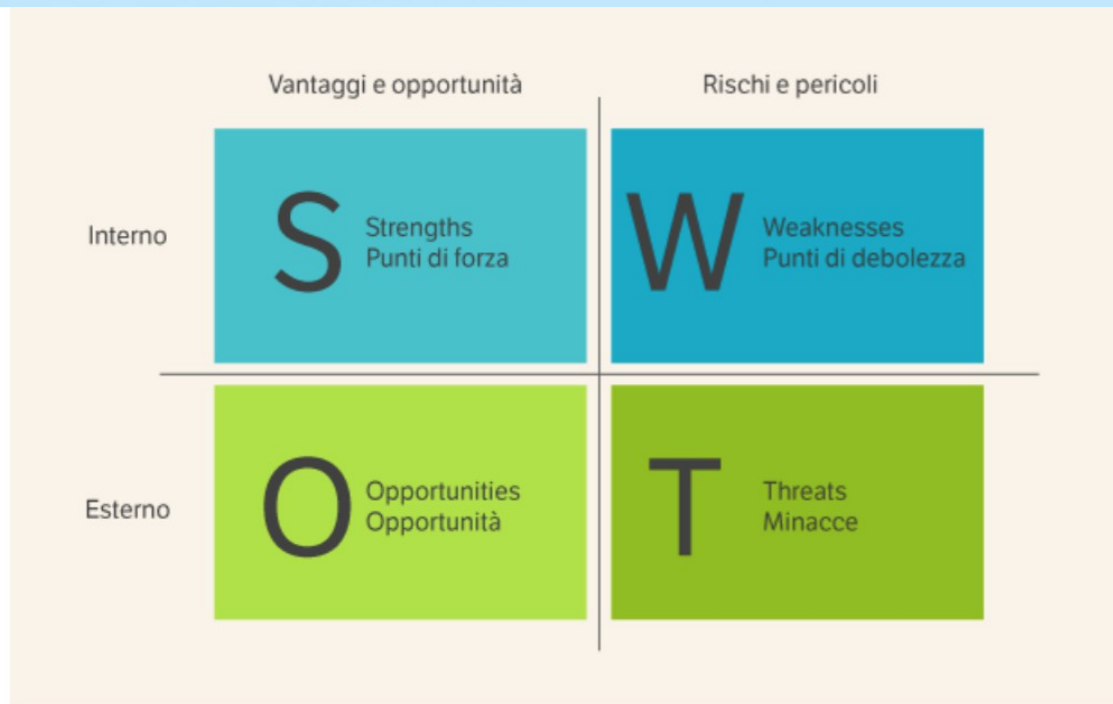 Vantaggi e opportunità
Rischi e pericoli
Interno
S
Strengths
Punti di forza
W
Weaknesses
Punti di debolezza
Esterno
O
Opportunities
Opportunità
T
Threats
Minacce